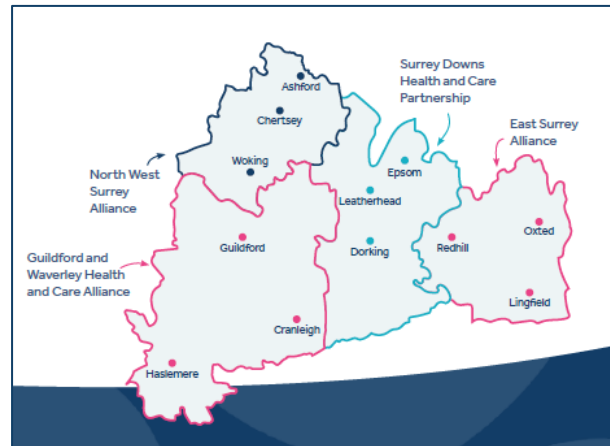 Surrey Downs
Health and Care
Partnership
Ashford
East Surrey
Alliance
Chertsey
North West
Surrey
Alliance
Woking
Epsom
Leatherhead
Oxted
Guildford
Dorking
Redhill
Guildford and
Waverley Health
and Care Alliance
Lingfield
Cranleigh
Haslemere